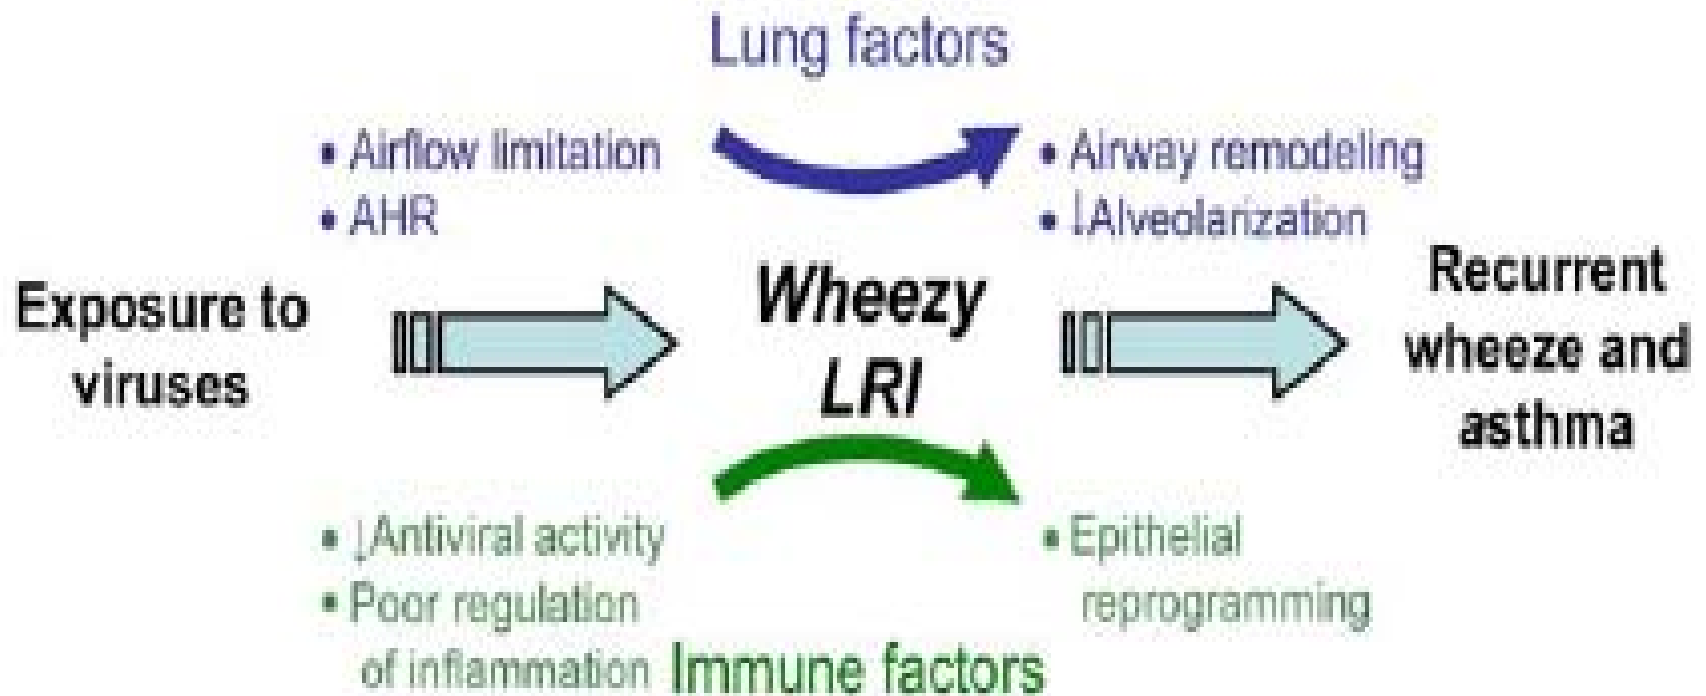 Lung factors
• Airflow limitation
• AHR
• Airway remodeling
• ↓Alveolarization
Exposure to
viruses
Wheezy
LRI
Recurrent
wheeze and
asthma
• ↓Antiviral activity
• Poor regulation
of inflammation
• Epithelial
reprogramming
Immune factors